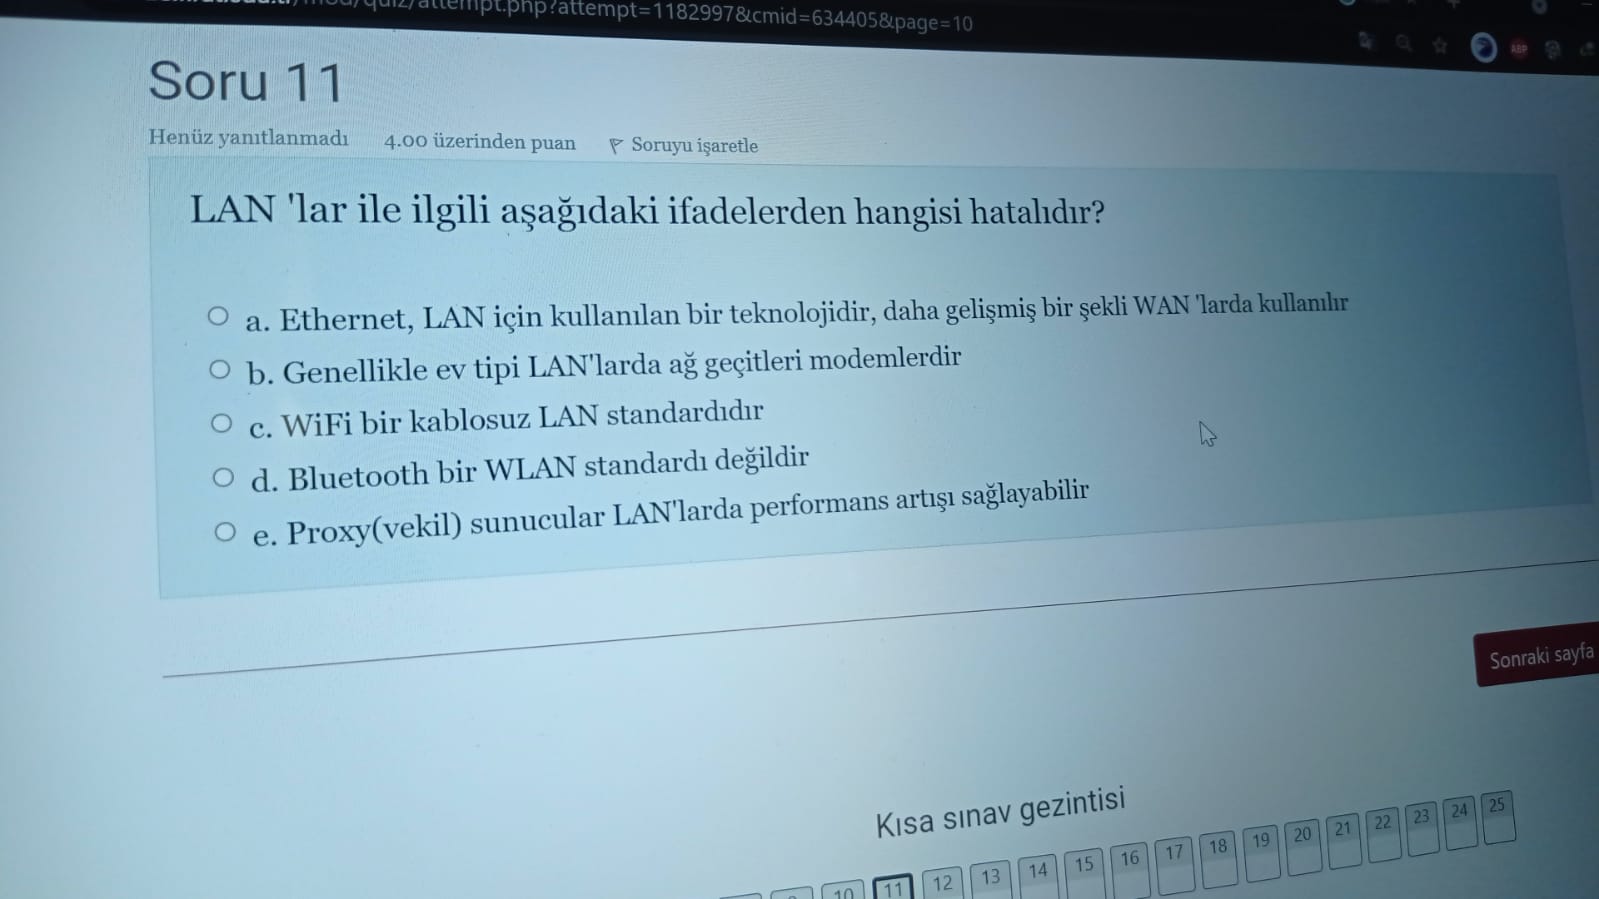 attempt.php?attempt=1182997&cmid=634405&page=10
ABP
Soru 11
Henüz yanıtlanmadı 4.00 üzerinden puan Soruyu işaretle
LAN 'lar ile ilgili aşağıdaki ifadelerden hangisi hatalıdır?
a. Ethernet, LAN için kullanılan bir teknolojidir, daha gelişmiş bir şekli WAN 'larda kullanılır
b. Genellikle ev tipi LAN'larda ağ geçitleri modemlerdir
c. WiFi bir kablosuz LAN standardıdır
d. Bluetooth bir WLAN standardı değildir
e. Proxy(vekil) sunucular LAN'larda performans artışı sağlayabilir
Sonraki sayfa
Kısa sınav gezintisi
10 11 12 13 14 15 16 17 18 19 20 21 22 23 24 25